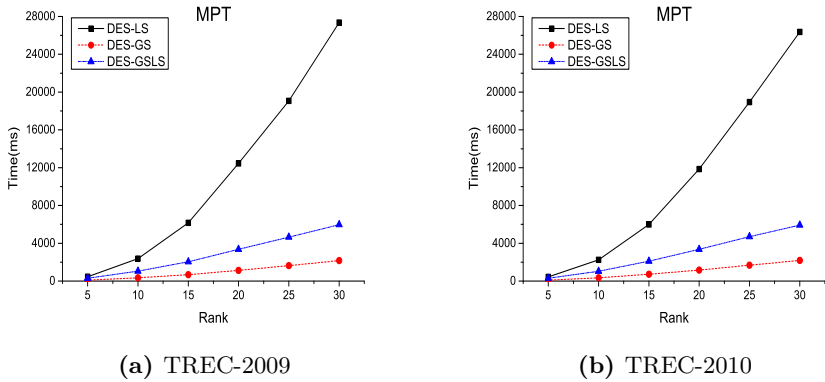 MPT
DES-LS
DES-GS
DES-GSLS
28000
24000
20000
16000
12000
8000
4000
0
Time(ms)
5 10 15 20 25 30
Rank
(a) TREC-2009
MPT
DES-LS
DES-GS
DES-GSLS
28000
24000
20000
16000
12000
8000
4000
0
Time(ms)
5 10 15 20 25 30
Rank
(b) TREC-2010